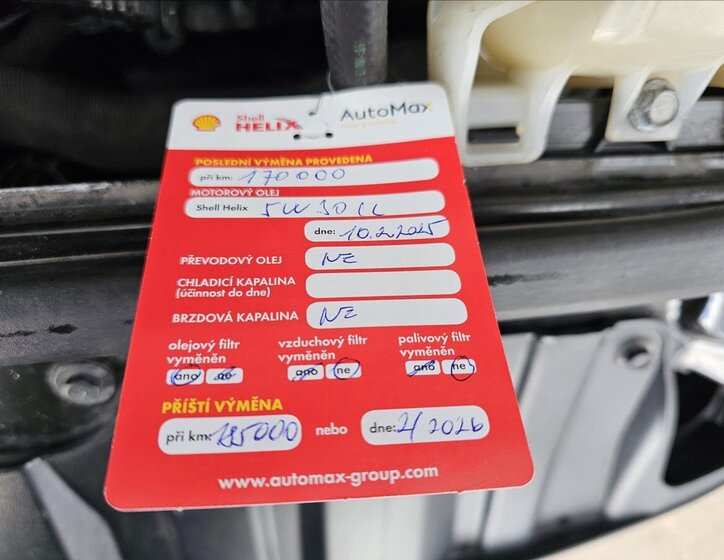 Shell
HELIX
AutoMax
POSLEDNÍ VÝMĚNA PROVEDENA
při km: 170000
MOTOROVÝ OLEJ
Shell Helix 5W30 1L
dne: 10.2.2025
PŘEVODOVÝ OLEJ NE
CHLADICÍ KAPALINA
(účinnost do dne)
BRZDOVÁ KAPALINA NE
olejový filtr
vyměněn
ano ne
vzduchový filtr
vyměněn
ano ne
palivový filtr
vyměněn
ano ne
PŘÍŠTÍ VÝMĚNA
při km: 185000 nebo dne: 2/2026
www.automax-group.com